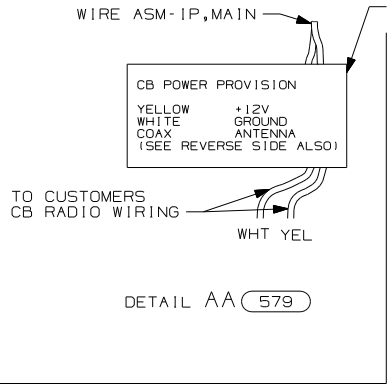 WIRE ASM-IP,MAIN
CB POWER PROVISION
YELLOW +12V
WHITE GROUND
COAX ANTENNA
(SEE REVERSE SIDE ALSO)
TO CUSTOMERS
CB RADIO WIRING
WHT YEL
DETAIL AA 579